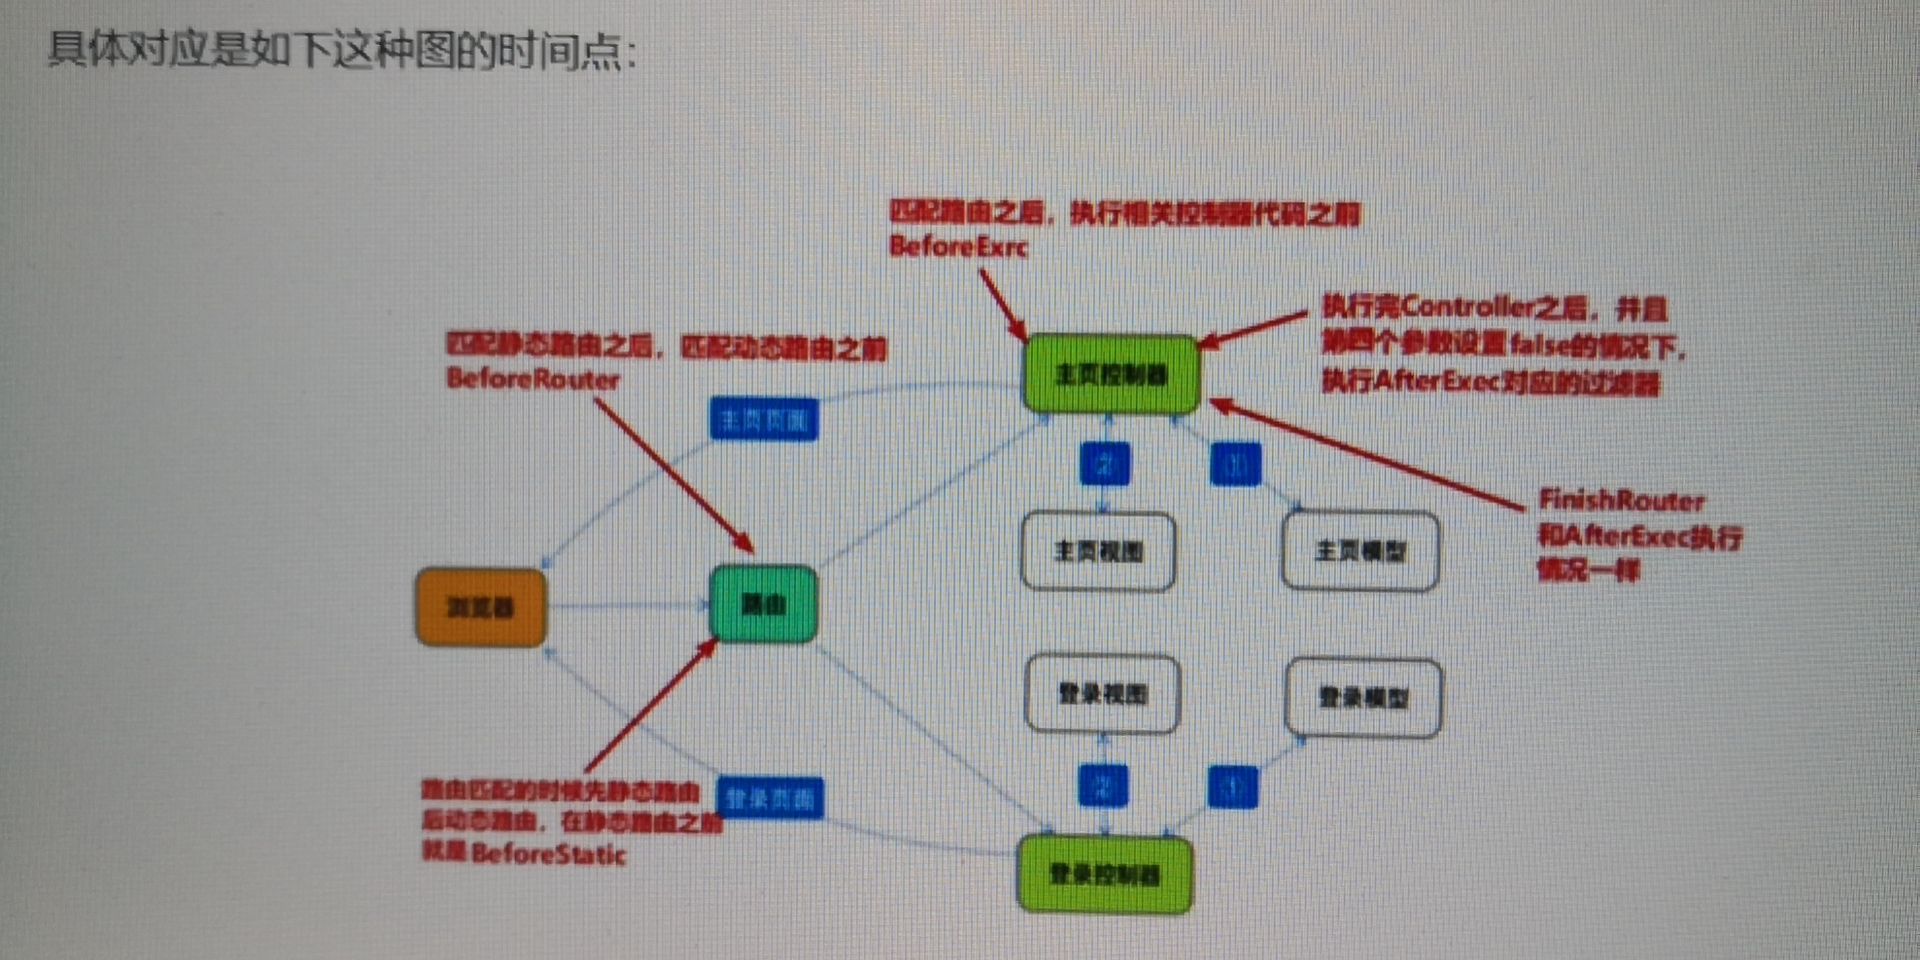 具体对应是如下这种图的时间点：
匹配路由之后，执行相关控制器代码之前
BeforeExrc
执行完Controller之后，并且
第四个参数设置false的情况下，
执行AfterExec对应的过滤器
匹配静态路由之后，匹配动态路由之前
BeforeRouter
主页控制器
主页页面
②
①
FinishRouter
和AfterExec执行
情况一样
主页视图
主页模型
浏览器
路由
登录视图
登录模型
路由匹配的时候先静态路由
后动态路由，在静态路由之前
就是BeforeStatic
登录页面
②
①
登录控制器